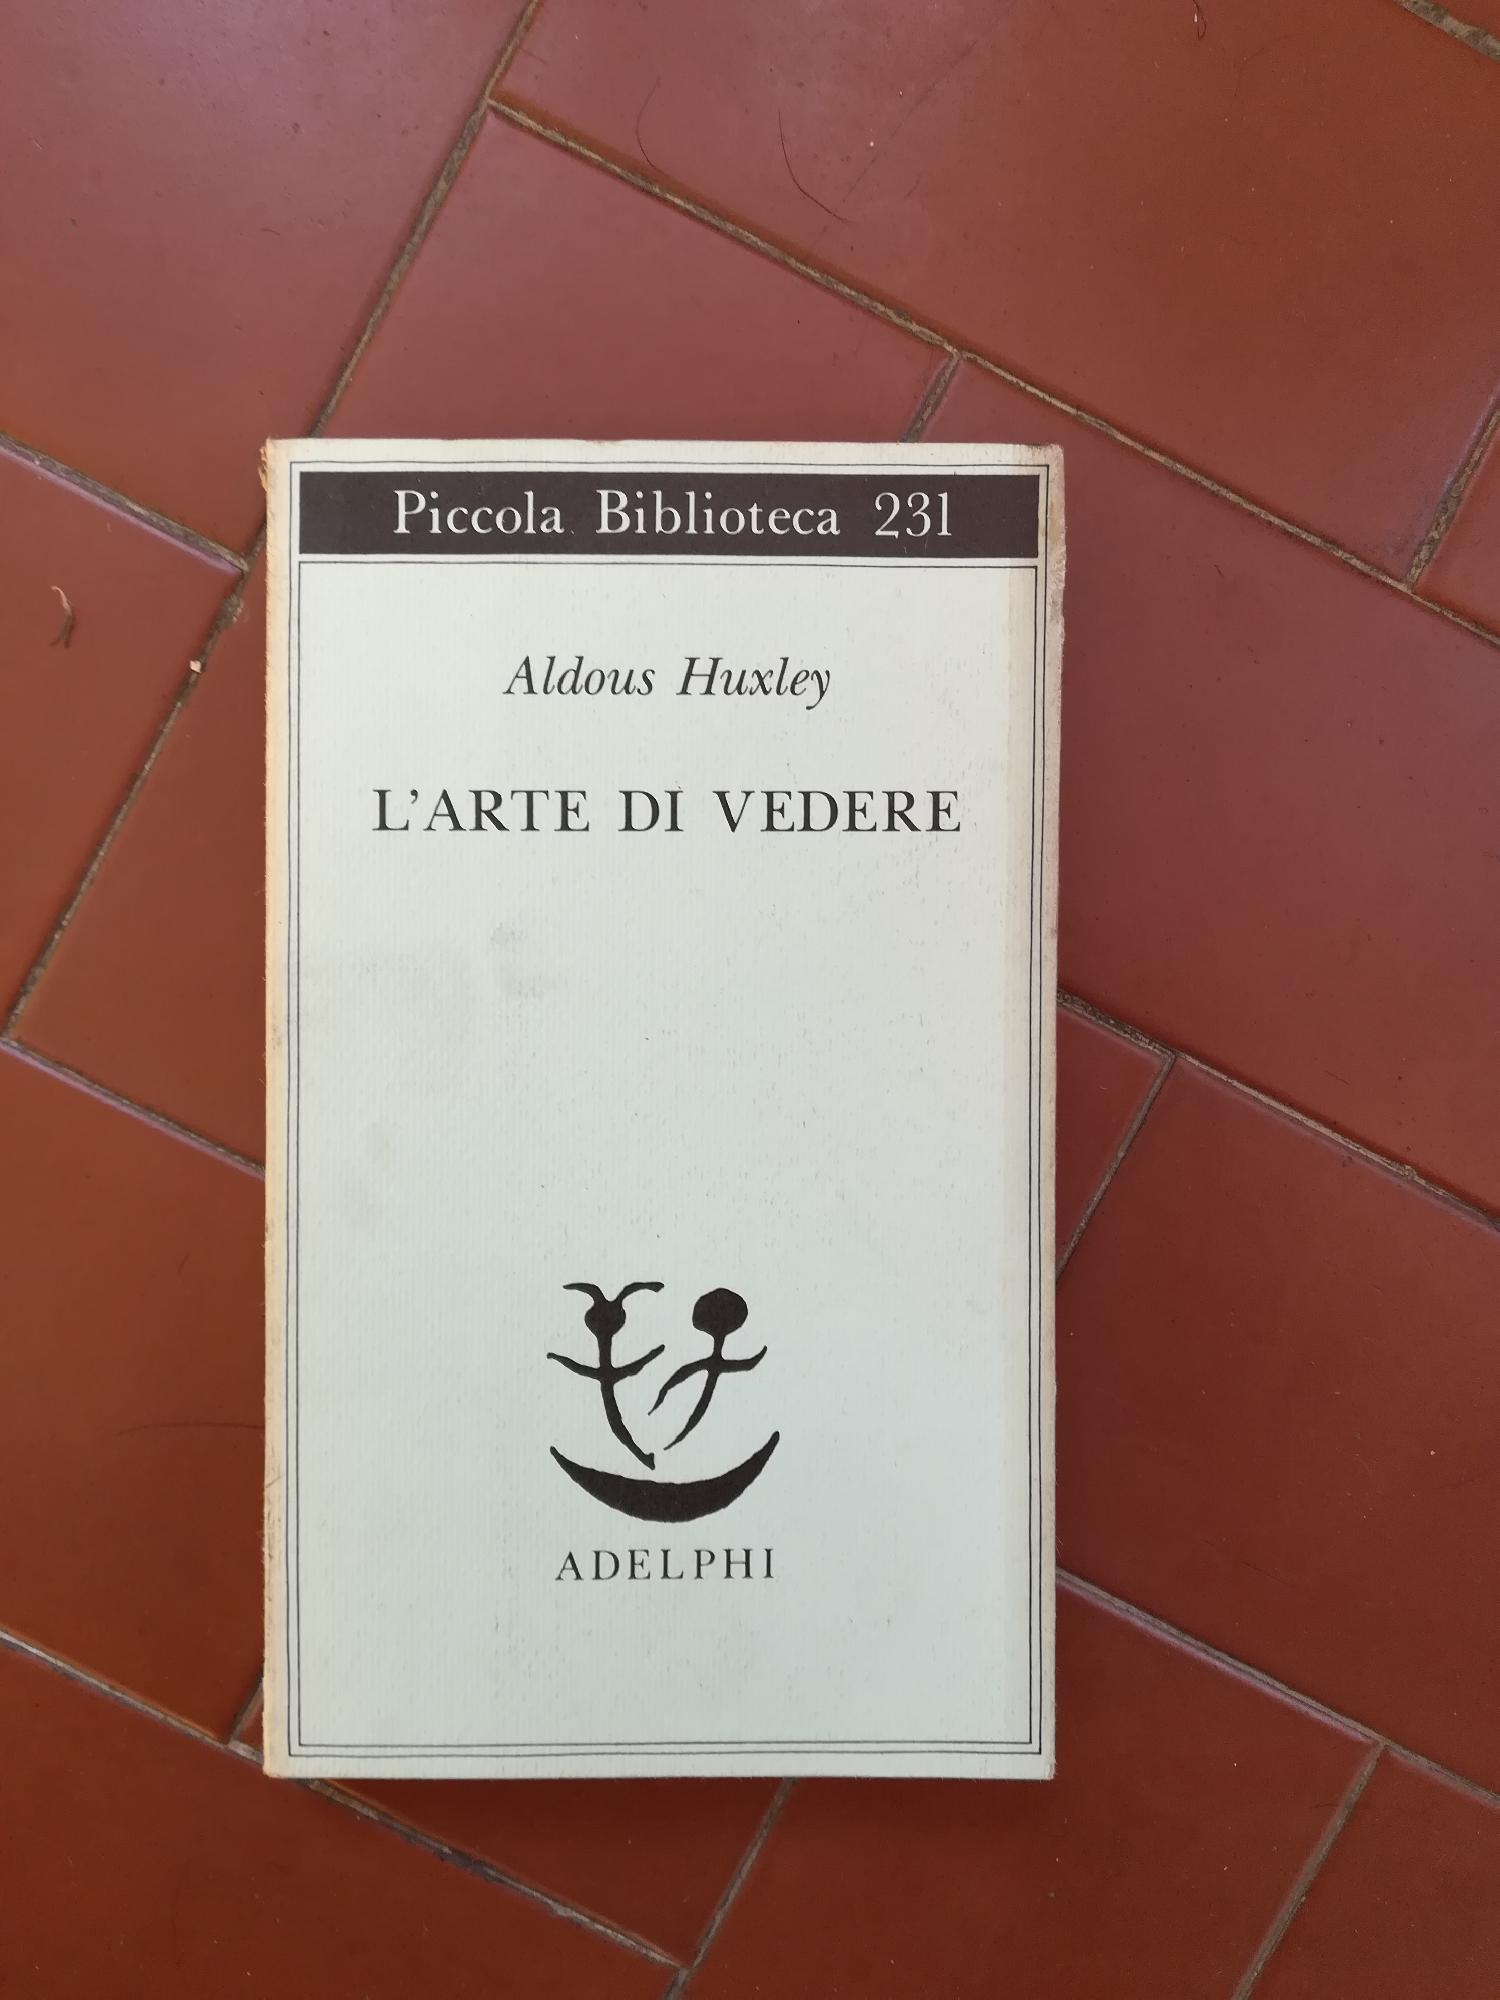 Piccola Biblioteca 231
Aldous Huxley
L'ARTE DI VEDERE
ADELPHI